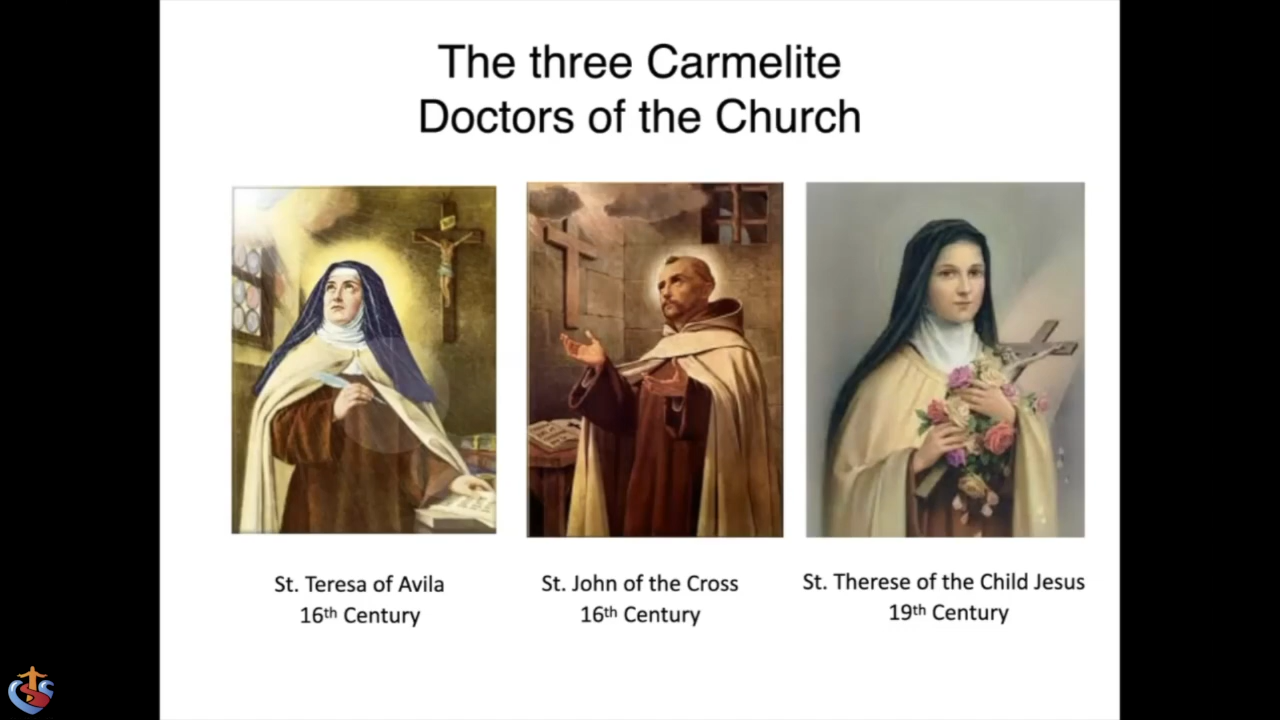 The three Carmelite
Doctors of the Church
St. Teresa of Avila
16th Century
St. John of the Cross
16th Century
St. Therese of the Child Jesus
19th Century